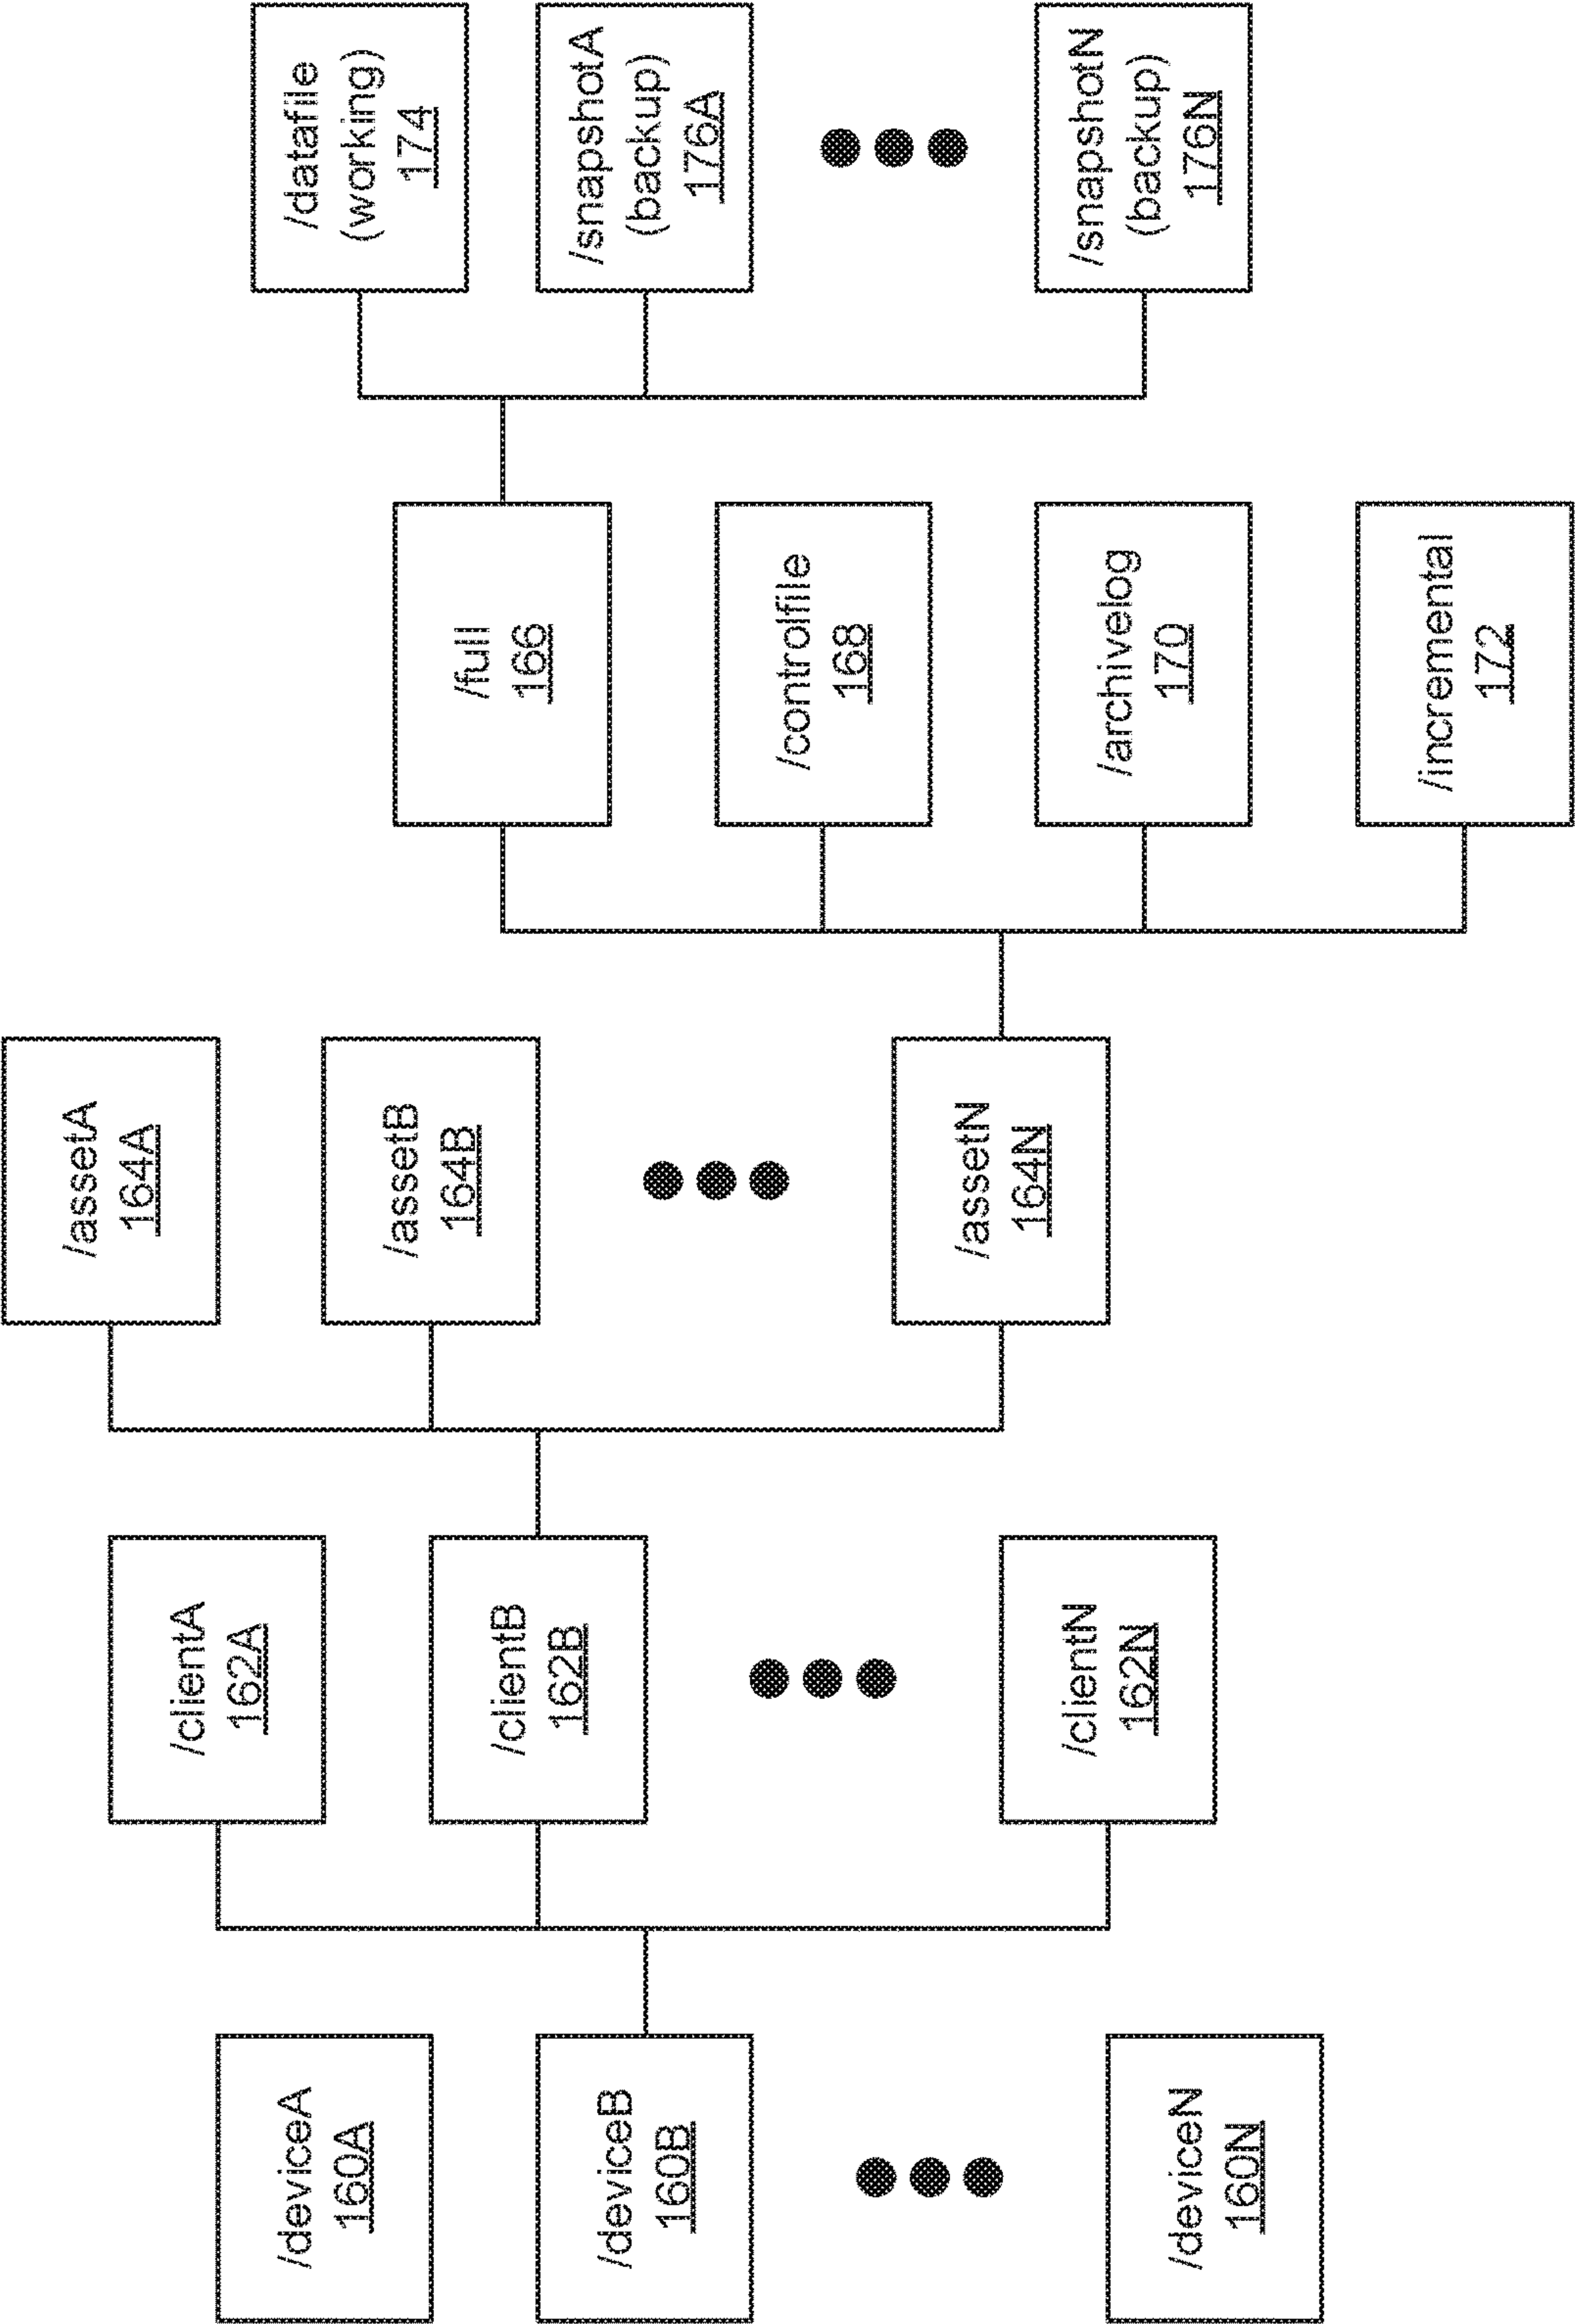 /deviceA
160A
/deviceB
160B
/deviceN
160N
/clientA
162A
/clientB
162B
/clientN
162N
/assetA
164A
/assetB
164B
/assetN
164N
/full
166
/controlfile
168
/archivelog
170
/incremental
172
/datafile
(working)
174
/snapshotA
(backup)
176A
/snapshotN
(backup)
176N